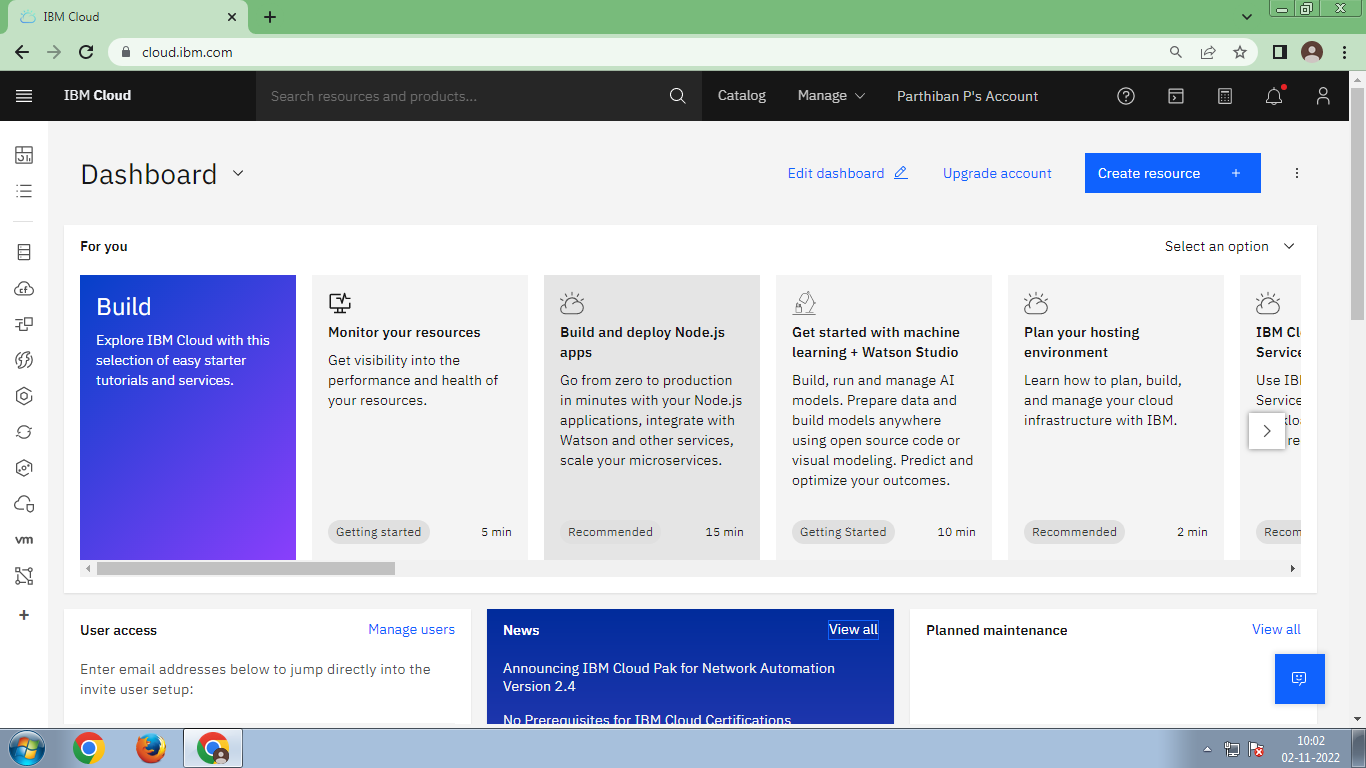 IBM Cloud
cloud.ibm.com
IBM Cloud
Search resources and products...
Catalog
Manage
Parthiban P's Account
Dashboard
Edit dashboard
Upgrade account
Create resource +
For you
Select an option
Build
Explore IBM Cloud with this
selection of easy starter
tutorials and services.
Monitor your resources
Get visibility into the
performance and health of
your resources.
Getting started
5 min
Build and deploy Node.js
apps
Go from zero to production
in minutes with your Node.js
applications, integrate with
Watson and other services,
scale your microservices.
Recommended
15 min
Get started with machine
learning + Watson Studio
Build, run and manage AI
models. Prepare data and
build models anywhere
using open source code or
visual modeling. Predict and
optimize your outcomes.
Getting Started
10 min
Plan your hosting
environment
Learn how to plan, build,
and manage your cloud
infrastructure with IBM.
Recommended
2 min
IBM Cl
Service
Use IB
Service
re
Recom
cf
vm
User access
Manage users
Enter email addresses below to jump directly into the
invite user setup:
News
View all
Announcing IBM Cloud Pak for Network Automation
Version 2.4
No Prerequisites for IBM Cloud Certifications
Planned maintenance
View all
10:02
02-11-2022